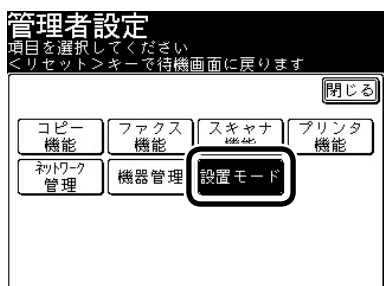 管理者設定
項目を選択してください
<リセット>キーで待機画面に戻ります
閉じる
コピー機能 ファクス機能 スキャナ機能 プリンタ機能
ネットワーク管理 機器管理 設置モード